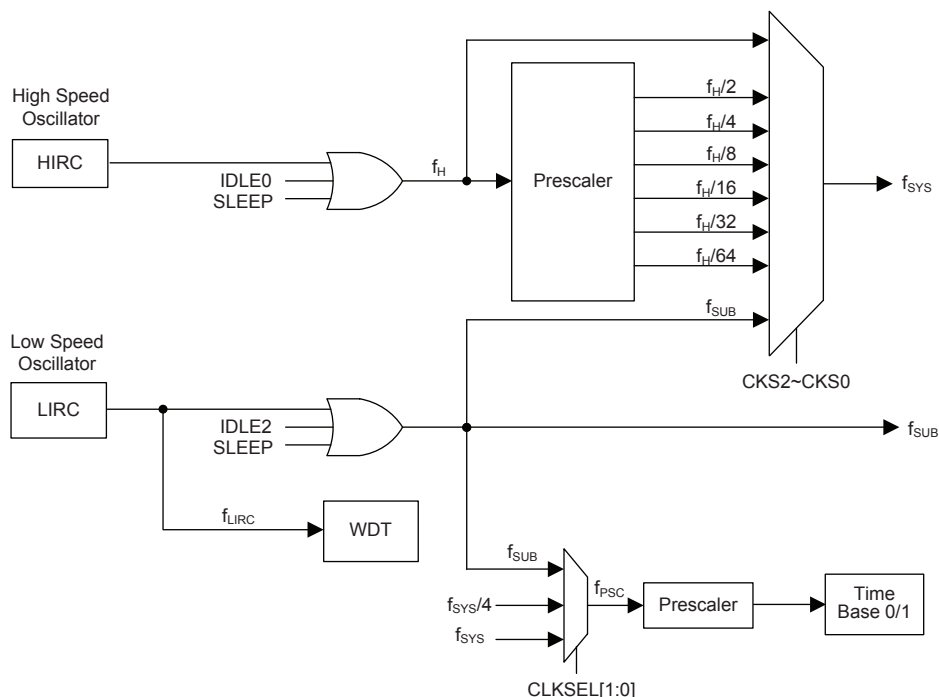 High Speed
Oscillator
HIRC
IDLE0
SLEEP
fH
Prescaler
fH/2
fH/4
fH/8
fH/16
fH/32
fH/64
fSUB
CKS2~CKS0
fSYS
Low Speed
Oscillator
LIRC
IDLE2
SLEEP
fSUB
fLIRC
WDT
fSUB
fSYS/4
fSYS
CLKSEL[1:0]
fPSC
Prescaler
Time
Base 0/1